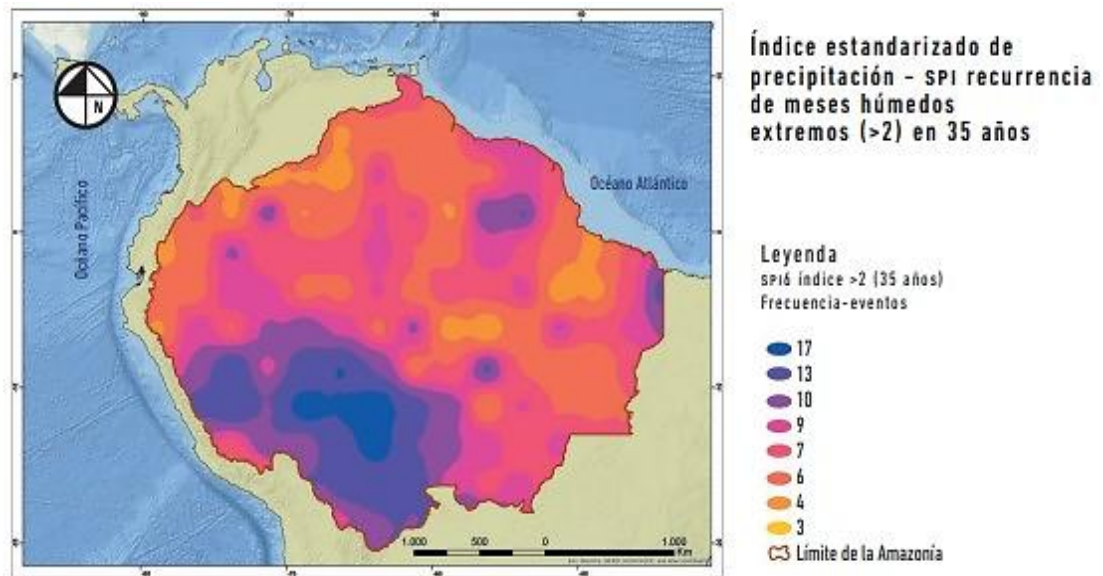 Índice estandarizado de
precipitación - SPI recurrencia
de meses húmedos
extremos (>2) en 35 años
N
Océano Pacífico
Océano Atlántico
Leyenda
SPI6 índice >2 (35 años)
Frecuencia-eventos
17
13
10
9
7
6
4
3
Límite de la Amazonía
1.000 500 0 1.000
Km